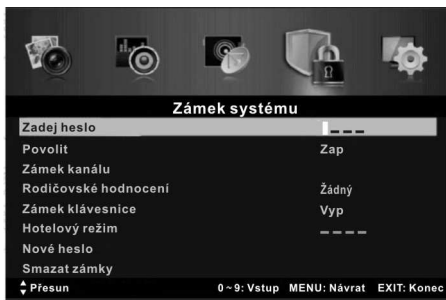 Zámek systému
Zadej heslo _ _ _
Povolit Zap
Zámek kanálu
Rodičovské hodnocení Žádný
Zámek klávesnice Vyp
Hotelový režim _ _ _ _
Nové heslo
Smazat zámky
Přesun 0~9: Vstup MENU: Návrat EXIT: Konec